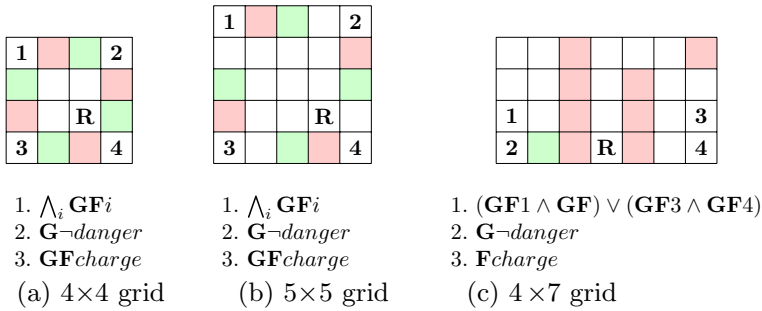 1 2
R
3 4
1. ⋀i GFi
2. G¬danger
3. GFcharge
(a) 4×4 grid
1 2
R
3 4
1. ⋀i GFi
2. G¬danger
3. GFcharge
(b) 5×5 grid
1 3
2 R 4
1. (GF1 ∧ GF) ∨ (GF3 ∧ GF4)
2. G¬danger
3. Fcharge
(c) 4×7 grid